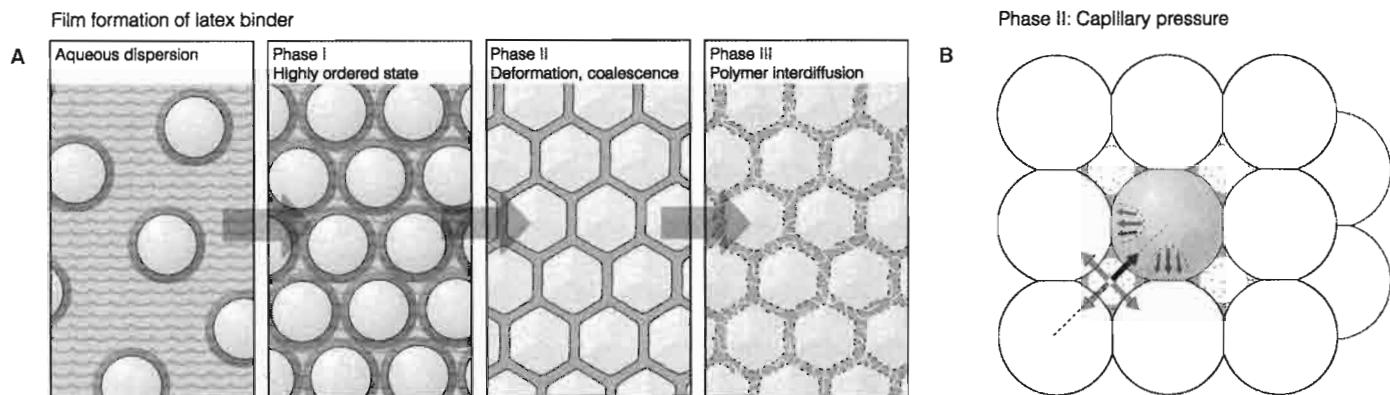 Film formation of latex binder
A
Aqueous dispersion
Phase I
Highly ordered state
Phase II
Deformation, coalescence
Phase III
Polymer interdiffusion
Phase II: Capillary pressure
B